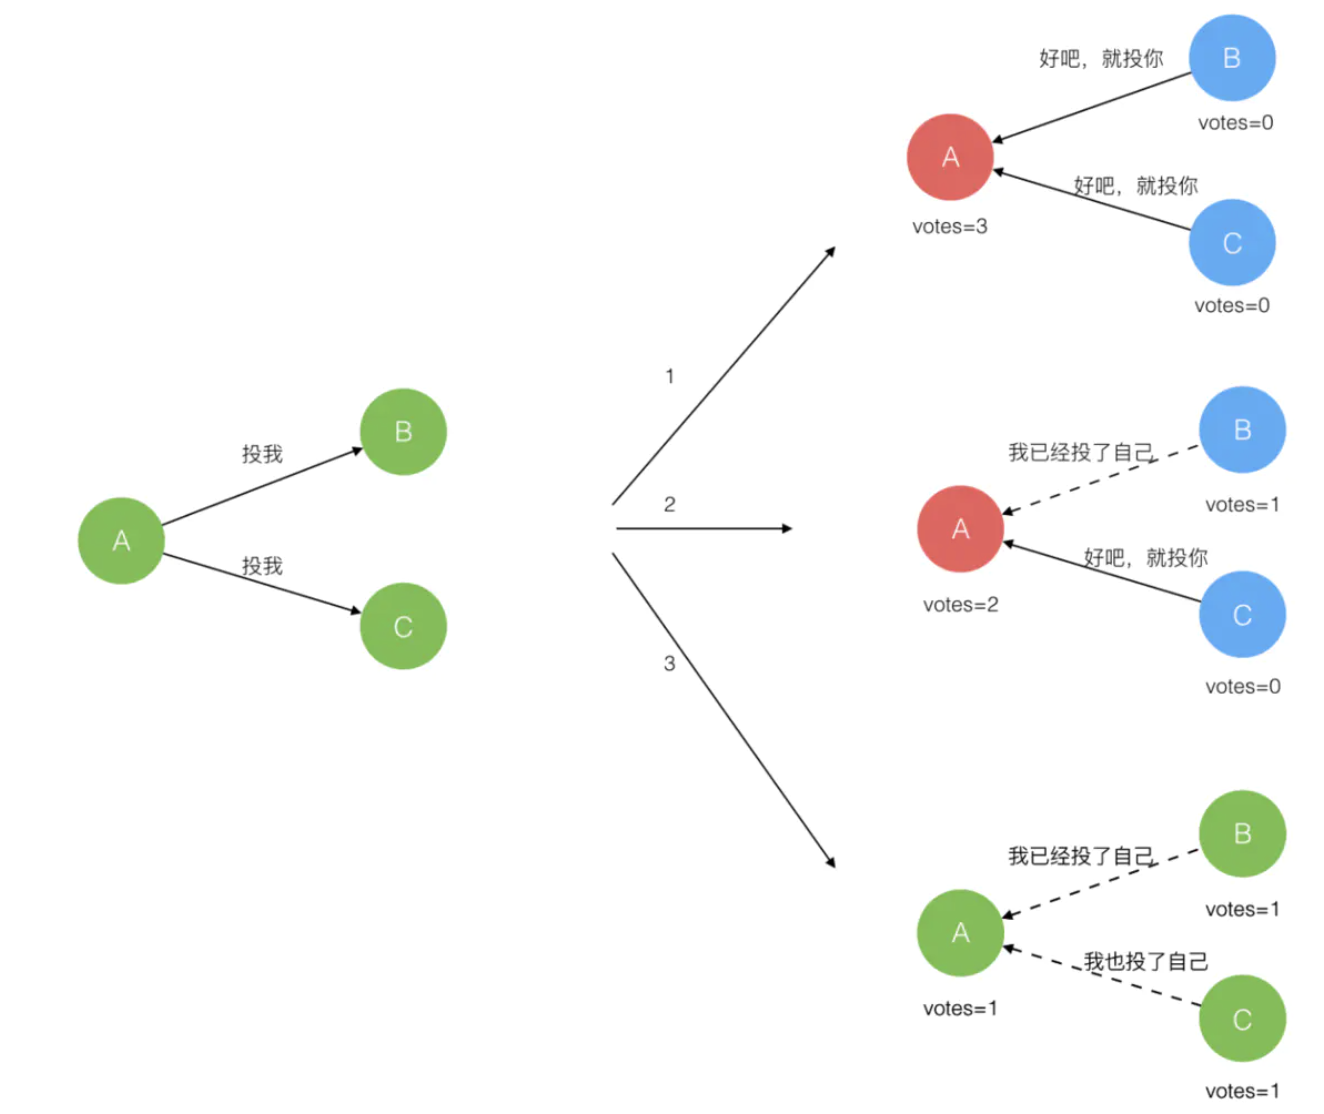 A
投我
投我
B
C
1
2
3
好吧，就投你
B
votes=0
A
votes=3
好吧，就投你
C
votes=0
我已经投了自己
B
votes=1
A
votes=2
好吧，就投你
C
votes=0
我已经投了自己
B
votes=1
A
votes=1
我也投了自己
C
votes=1